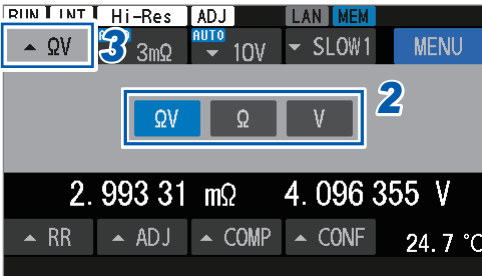 RUN INT Hi-Res ADJ LAN MEM
ΩV 3 3mΩ AUTO 10V SLOW1 MENU
2
ΩV Ω V
2.993 31 mΩ 4.096 355 V
RR ADJ COMP CONF 24.7 °C